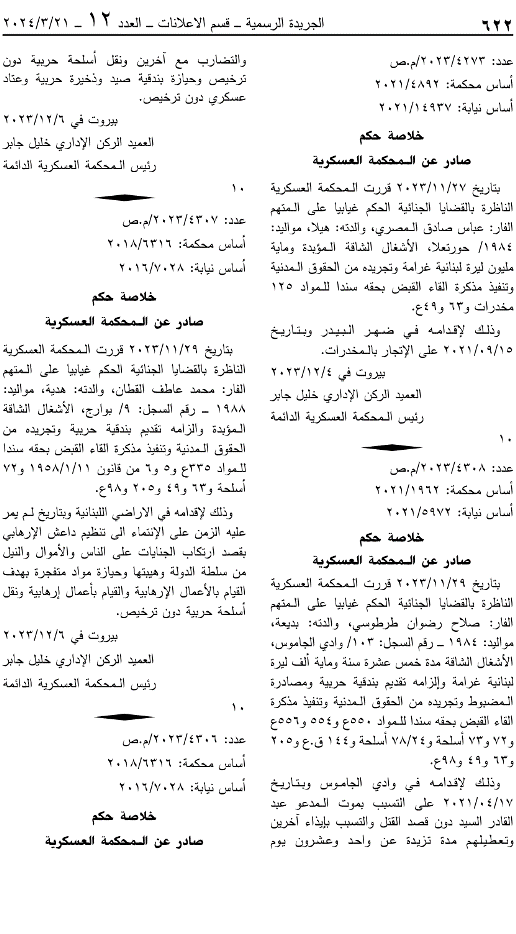 ٦٢٢
الجريدة الرسمية ــ قسم الاعلانات ــ العدد ١٢ ــ ٢٠٢٤/٣/٢١
عدد: ٢٠٢٣/٤٢٧٣/م.ص
أساس محكمة: ٢٠٢١/٤٨٩٢
أساس نيابة: ٢٠٢١/١٤٩٣٧
خلاصة حكم
صادر عن المحكمة العسكرية
بتاريخ ٢٠٢٣/١١/٢٧ قررت المحكمة العسكرية
الناظرة بالقضايا الجنائية الحكم غيابيا على المتهم
الفار: عباس صادق المصري، والدته: هيلا، مواليد:
١٩٨٤/ حورتعلا، الأشغال الشاقة المؤبدة وماية
مليون ليرة لبنانية غرامة وتجريده من الحقوق المدنية
وتنفيذ مذكرة القاء القبض بحقه سندا للمواد ١٢٥
مخدرات و٦٣ و٤٩ع.
وذلك لإقدامه في ضهر البيدر وبتاريخ
٢٠٢١/٠٩/١٥ على الإتجار بالمخدرات.
بيروت في ٢٠٢٣/١٢/٤
العميد الركن الإداري خليل جابر
رئيس المحكمة العسكرية الدائمة
١٠
عدد: ٢٠٢٣/٤٣٠٨/م.ص
أساس محكمة: ٢٠٢١/١٩٦٢
أساس نيابة: ٢٠٢١/٥٩٧٢
خلاصة حكم
صادر عن المحكمة العسكرية
بتاريخ ٢٠٢٣/١١/٢٩ قررت المحكمة العسكرية
الناظرة بالقضايا الجنائية الحكم غيابيا على المتهم
الفار: صلاح رضوان طرطوسي، والدته: بديعة،
مواليد: ١٩٨٤ ــ رقم السجل: ١٠٣/ وادي الجاموس،
الأشغال الشاقة مدة خمس عشرة سنة وماية ألف ليرة
لبنانية غرامة وإلزامه تقديم بندقية حربية ومصادرة
المضبوط وتجريده من الحقوق المدنية وتنفيذ مذكرة
القاء القبض بحقه سندا للمواد ٥٥٠ع و٥٥٤ و٥٥٦ع
و٧٢ و٧٣ أسلحة و٧٨/٢٤ أسلحة و١٤٤ ق.ع و٢٠٥
و٦٣ و٤٩ و٩٨ع.
وذلك لإقدامه في وادي الجاموس وبتاريخ
٢٠٢١/٠٤/١٧ على التسبب بموت المدعو عبد
القادر السيد دون قصد القتل والتسبب بإيذاء آخرين
وتعطيلهم مدة تزيدة عن واحد وعشرون يوم
والتضارب مع آخرين ونقل أسلحة حربية دون
ترخيص وحيازة بندقية صيد وذخيرة حربية وعتاد
عسكري دون ترخيص.
بيروت في ٢٠٢٣/١٢/٦
العميد الركن الإداري خليل جابر
رئيس المحكمة العسكرية الدائمة
١٠
عدد: ٢٠٢٣/٤٣٠٧/م.ص
أساس محكمة: ٢٠١٨/٦٣١٦
أساس نيابة: ٢٠١٦/٧٠٢٨
خلاصة حكم
صادر عن المحكمة العسكرية
بتاريخ ٢٠٢٣/١١/٢٩ قررت المحكمة العسكرية
الناظرة بالقضايا الجنائية الحكم غيابيا على المتهم
الفار: محمد عاطف القطان، والدته: هدية، مواليد:
١٩٨٨ ــ رقم السجل: ٩/ بوارج، الأشغال الشاقة
المؤبدة والزامه تقديم بندقية حربية وتجريده من
الحقوق المدنية وتنفيذ مذكرة القاء القبض بحقه سندا
للمواد ٣٣٥ع و٥ و٦ من قانون ١٩٥٨/١/١١ و٧٢
أسلحة و٦٣ و٤٩ و٢٠٥ و٩٨ع.
وذلك لإقدامه في الاراضي اللبنانية وبتاريخ لم يمر
عليه الزمن على الإنتماء الى تنظيم داعش الإرهابي
بقصد ارتكاب الجنايات على الناس والأموال والنيل
من سلطة الدولة وهيبتها وحيازة مواد متفجرة بهدف
القيام بالأعمال الإرهابية والقيام بأعمال إرهابية ونقل
أسلحة حربية دون ترخيص.
بيروت في ٢٠٢٣/١٢/٦
العميد الركن الإداري خليل جابر
رئيس المحكمة العسكرية الدائمة
١٠
عدد: ٢٠٢٣/٤٣٠٦/م.ص
أساس محكمة: ٢٠١٨/٦٣١٦
أساس نيابة: ٢٠١٦/٧٠٢٨
خلاصة حكم
صادر عن المحكمة العسكرية